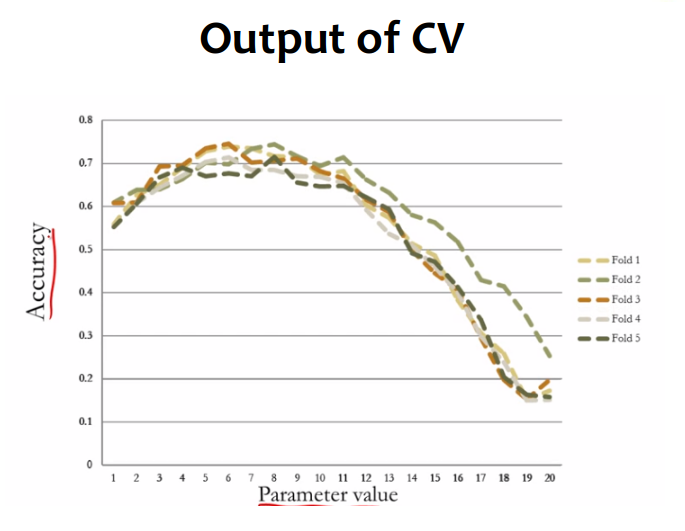 Output of CV
0.8
0.7
0.6
0.5
0.4
0.3
0.2
0.1
0
Accuracy
1 2 3 4 5 6 7 8 9 10 11 12 13 14 15 16 17 18 19 20
Parameter value
Fold 1
Fold 2
Fold 3
Fold 4
Fold 5